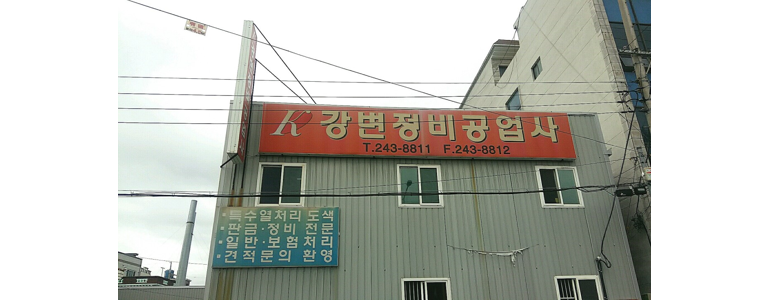 K 강변정비공업사
T.243-8811 F.243-8812
·특수열처리 도색
·판금·정비 전문
·일반·보험처리
·견적문의 환영